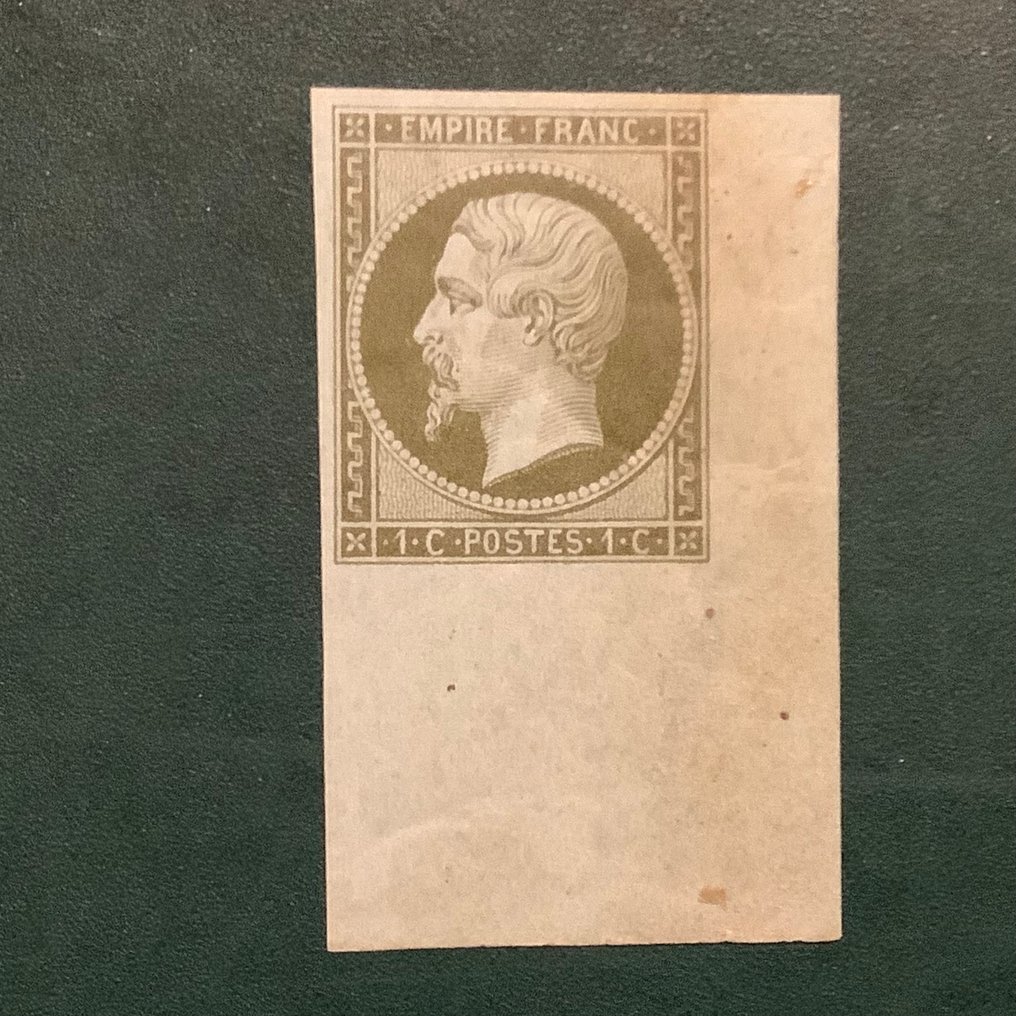 · EMPIRE · FRANC ·
· 1 · C · POSTES · 1 · C ·